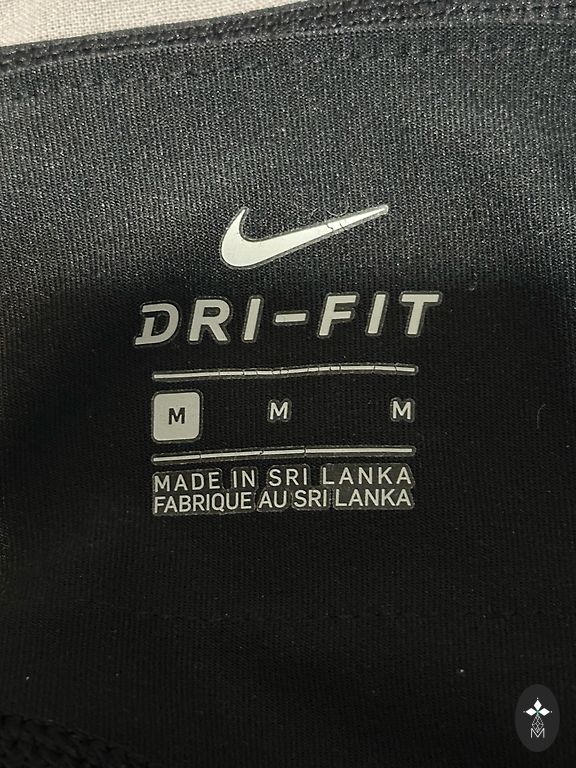 DRI-FIT
M M M
MADE IN SRI LANKA
FABRIQUE AU SRI LANKA
M